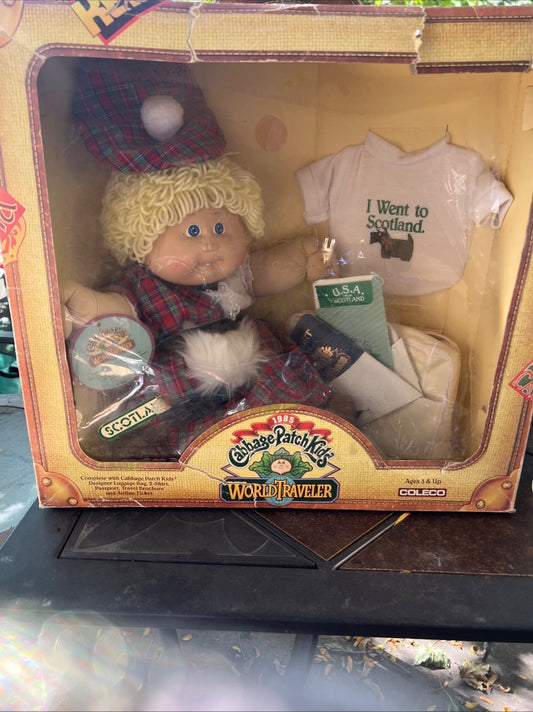 I Went to
Scotland.
U.S.A.
SCOTLAND
SCOTLA
1985
Cabbage Patch Kids®
WORLD TRAVELER
Complete with Cabbage Patch Kids®
Designer Luggage Bag, T-Shirt,
Passport, Travel Brochure
and Airline Ticket.
Ages 3 & Up
COLECO